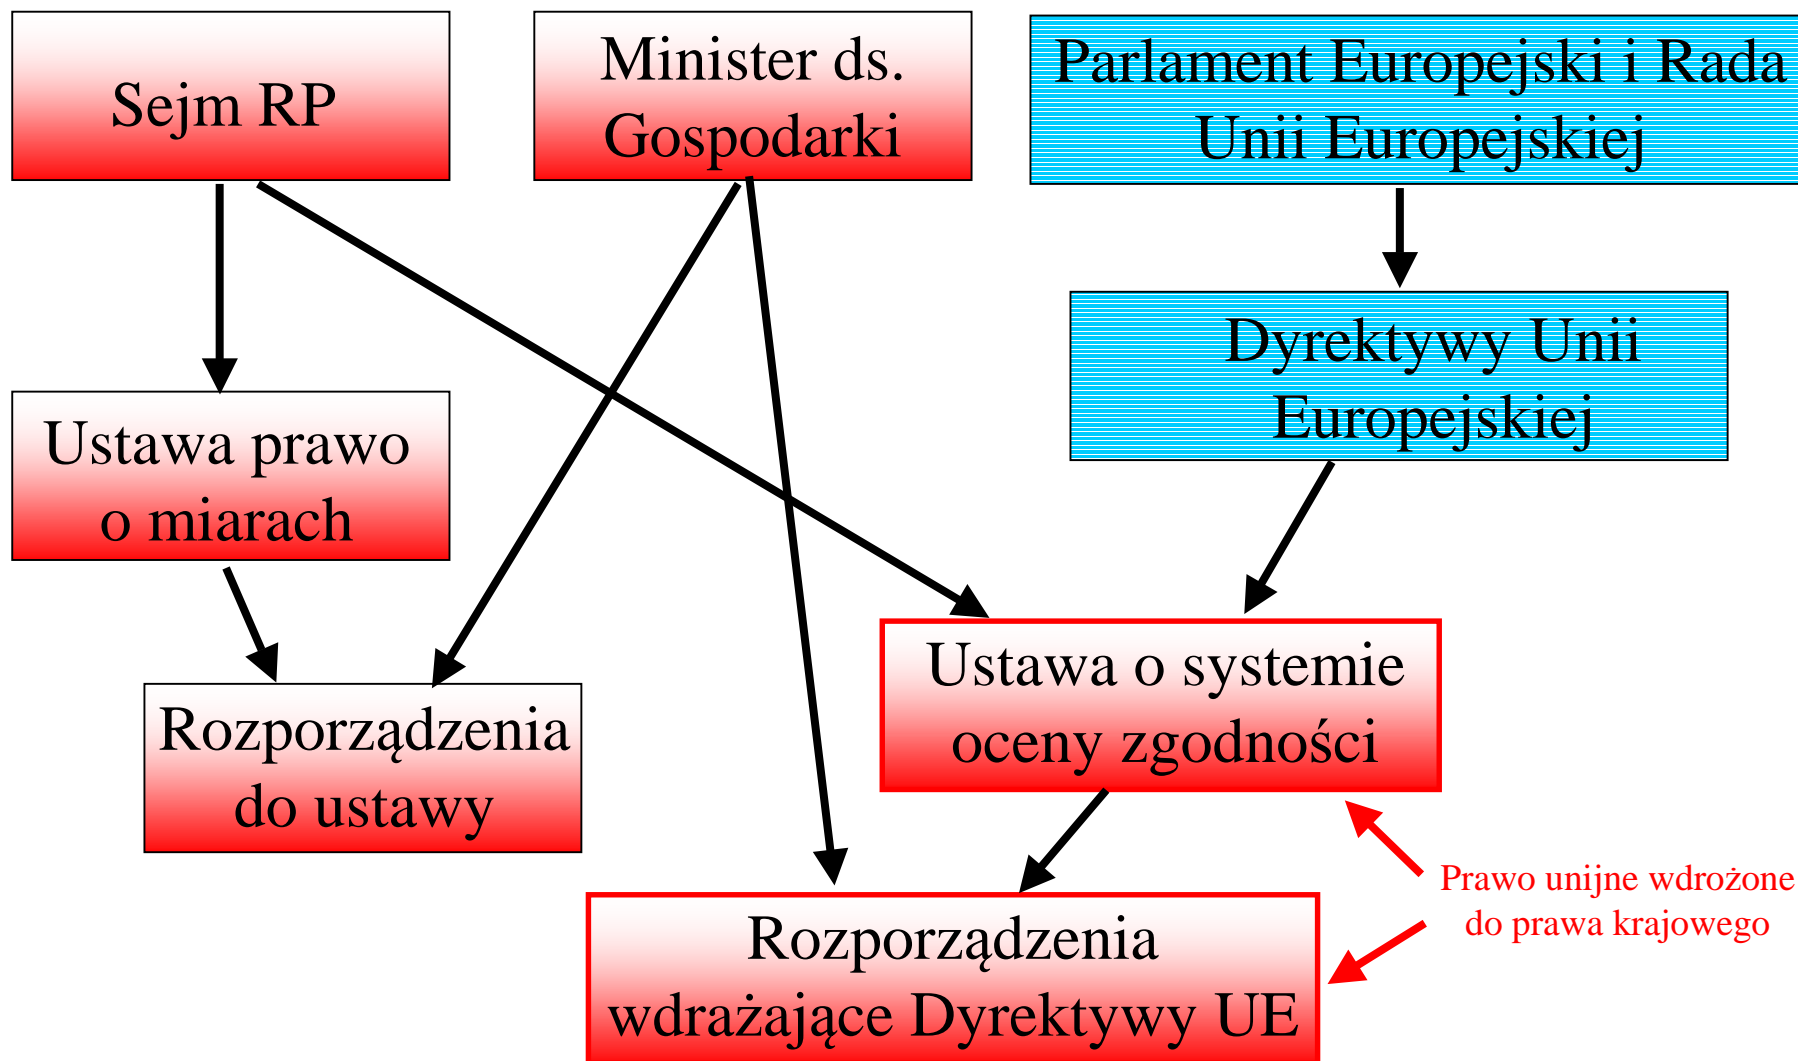 Sejm RP
Minister ds.
Gospodarki
Parlament Europejski i Rada
Unii Europejskiej
Dyrektywy Unii
Europejskiej
Ustawa prawo
o miarach
Ustawa o systemie
oceny zgodności
Rozporządzenia
do ustawy
Prawo unijne wdrożone
do prawa krajowego
Rozporządzenia
wdrażające Dyrektywy UE